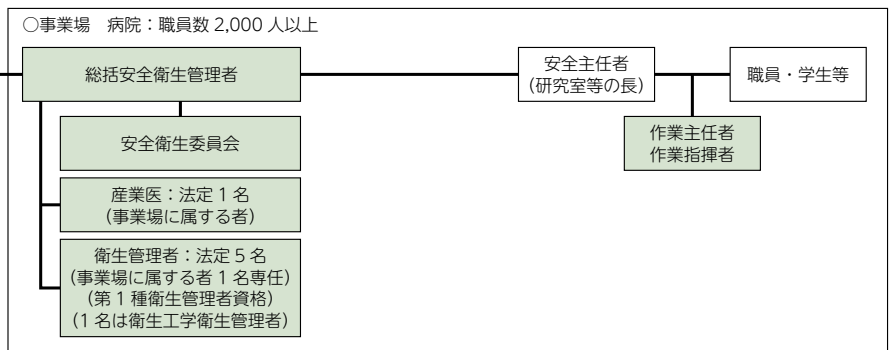 ○事業場　病院：職員数 2,000 人以上
総括安全衛生管理者
安全主任者
(研究室等の長)
職員・学生等
安全衛生委員会
作業主任者
作業指揮者
産業医：法定 1 名
(事業場に属する者)
衛生管理者：法定 5 名
(事業場に属する者 1 名専任)
(第 1 種衛生管理者資格)
(1 名は衛生工学衛生管理者)